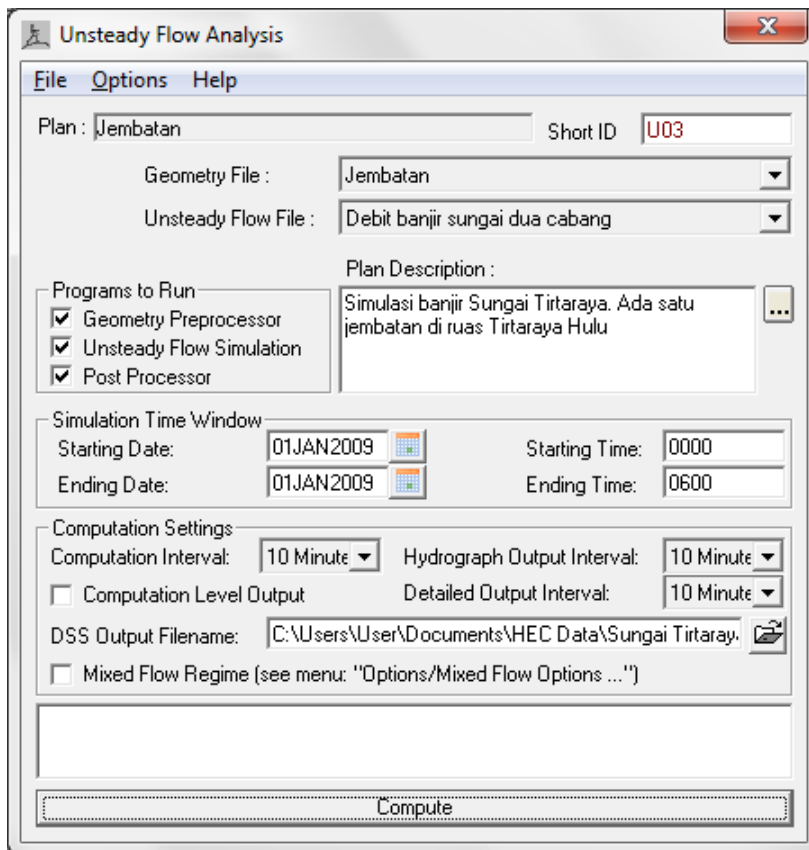 Unsteady Flow Analysis
File Options Help
Plan : Jembatan Short ID U03
Geometry File : Jembatan
Unsteady Flow File : Debit banjir sungai dua cabang
Plan Description :
Programs to Run
Geometry Preprocessor
Unsteady Flow Simulation
Post Processor
Simulasi banjir Sungai Tirtaraya. Ada satu
jembatan di ruas Tirtaraya Hulu
...
Simulation Time Window
Starting Date: 01JAN2009 Starting Time: 0000
Ending Date: 01JAN2009 Ending Time: 0600
Computation Settings
Computation Interval: 10 Minute Hydrograph Output Interval: 10 Minute
Computation Level Output Detailed Output Interval: 10 Minute
DSS Output Filename: C:\Users\User\Documents\HEC Data\Sungai Tirtaray
Mixed Flow Regime (see menu: "Options/Mixed Flow Options ...")
Compute